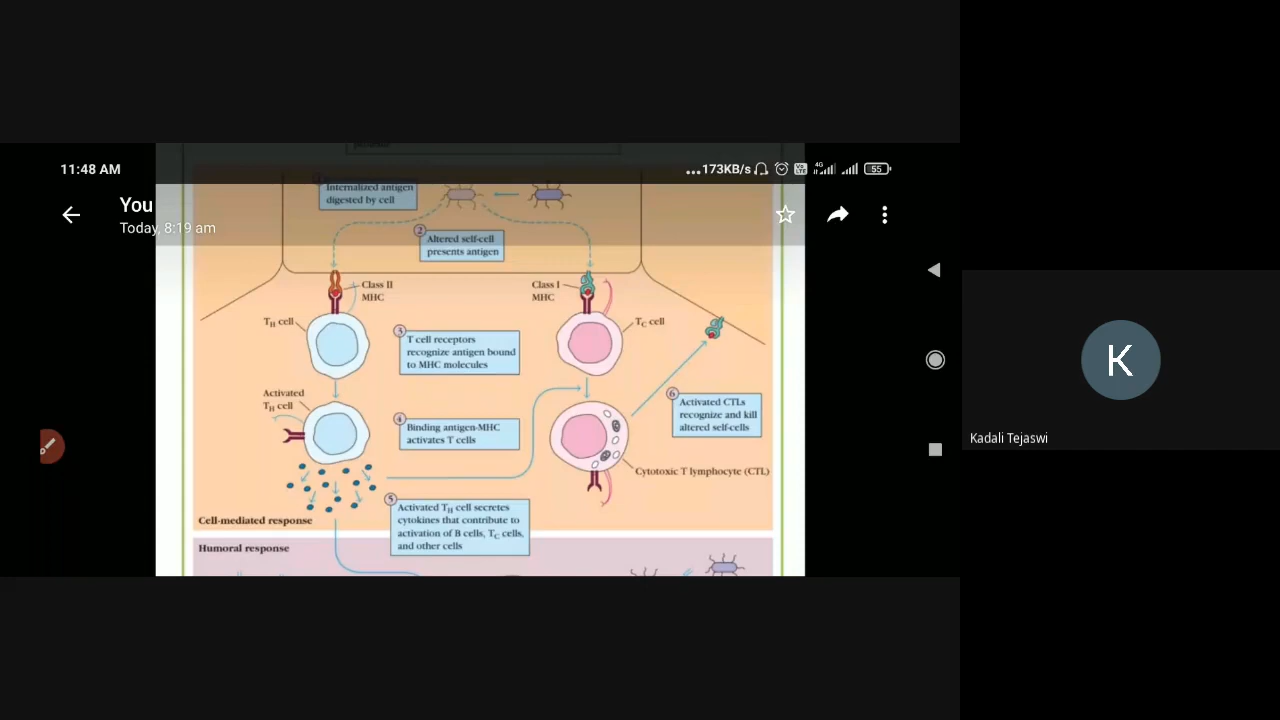 11:48 AM
...173KB/s
4G
55
You
Today, 8:19 am
1
Internalized antigen
digested by cell
2
Altered self-cell
presents antigen
Class II
MHC
Class I
MHC
TH cell
TC cell
3
T cell receptors
recognize antigen bound
to MHC molecules
Activated
TH cell
4
Binding antigen-MHC
activates T cells
6
Activated CTLs
recognize and kill
altered self-cells
Cytotoxic T lymphocyte (CTL)
5
Activated TH cell secretes
cytokines that contribute to
activation of B cells, TC cells,
and other cells
Cell-mediated response
Humoral response
K
Kadali Tejaswi